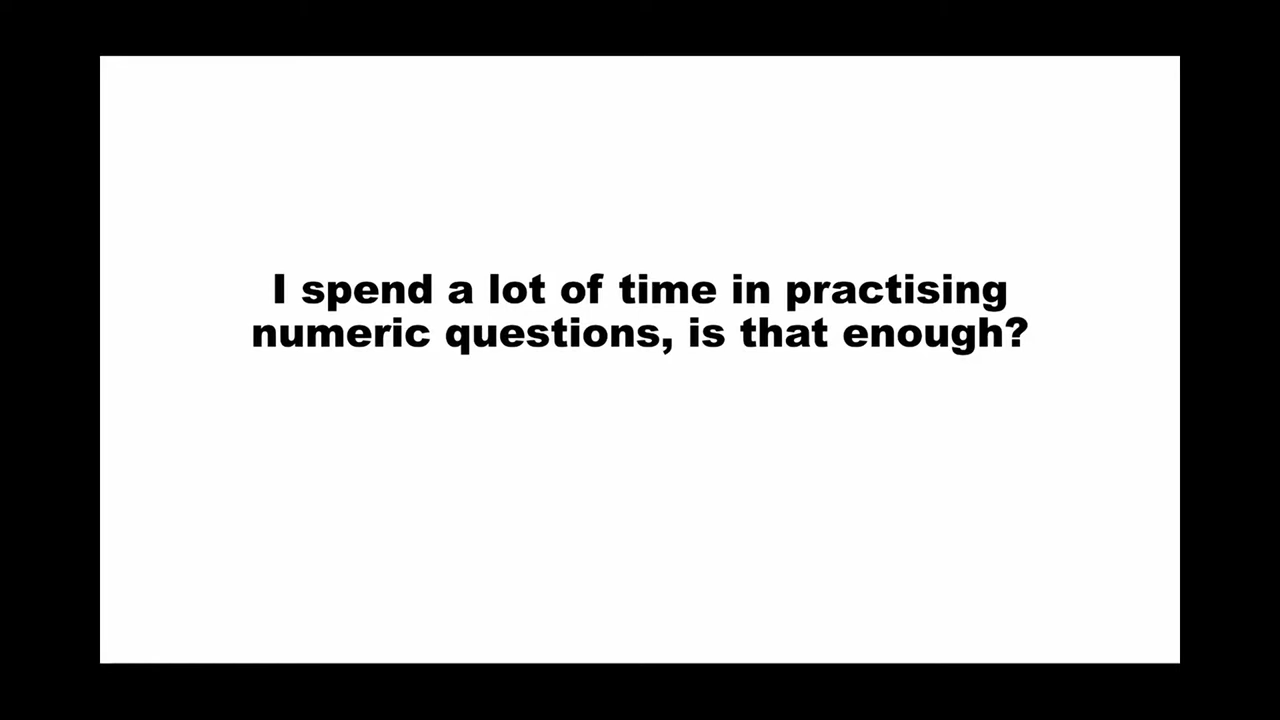 I spend a lot of time in practising
numeric questions, is that enough?